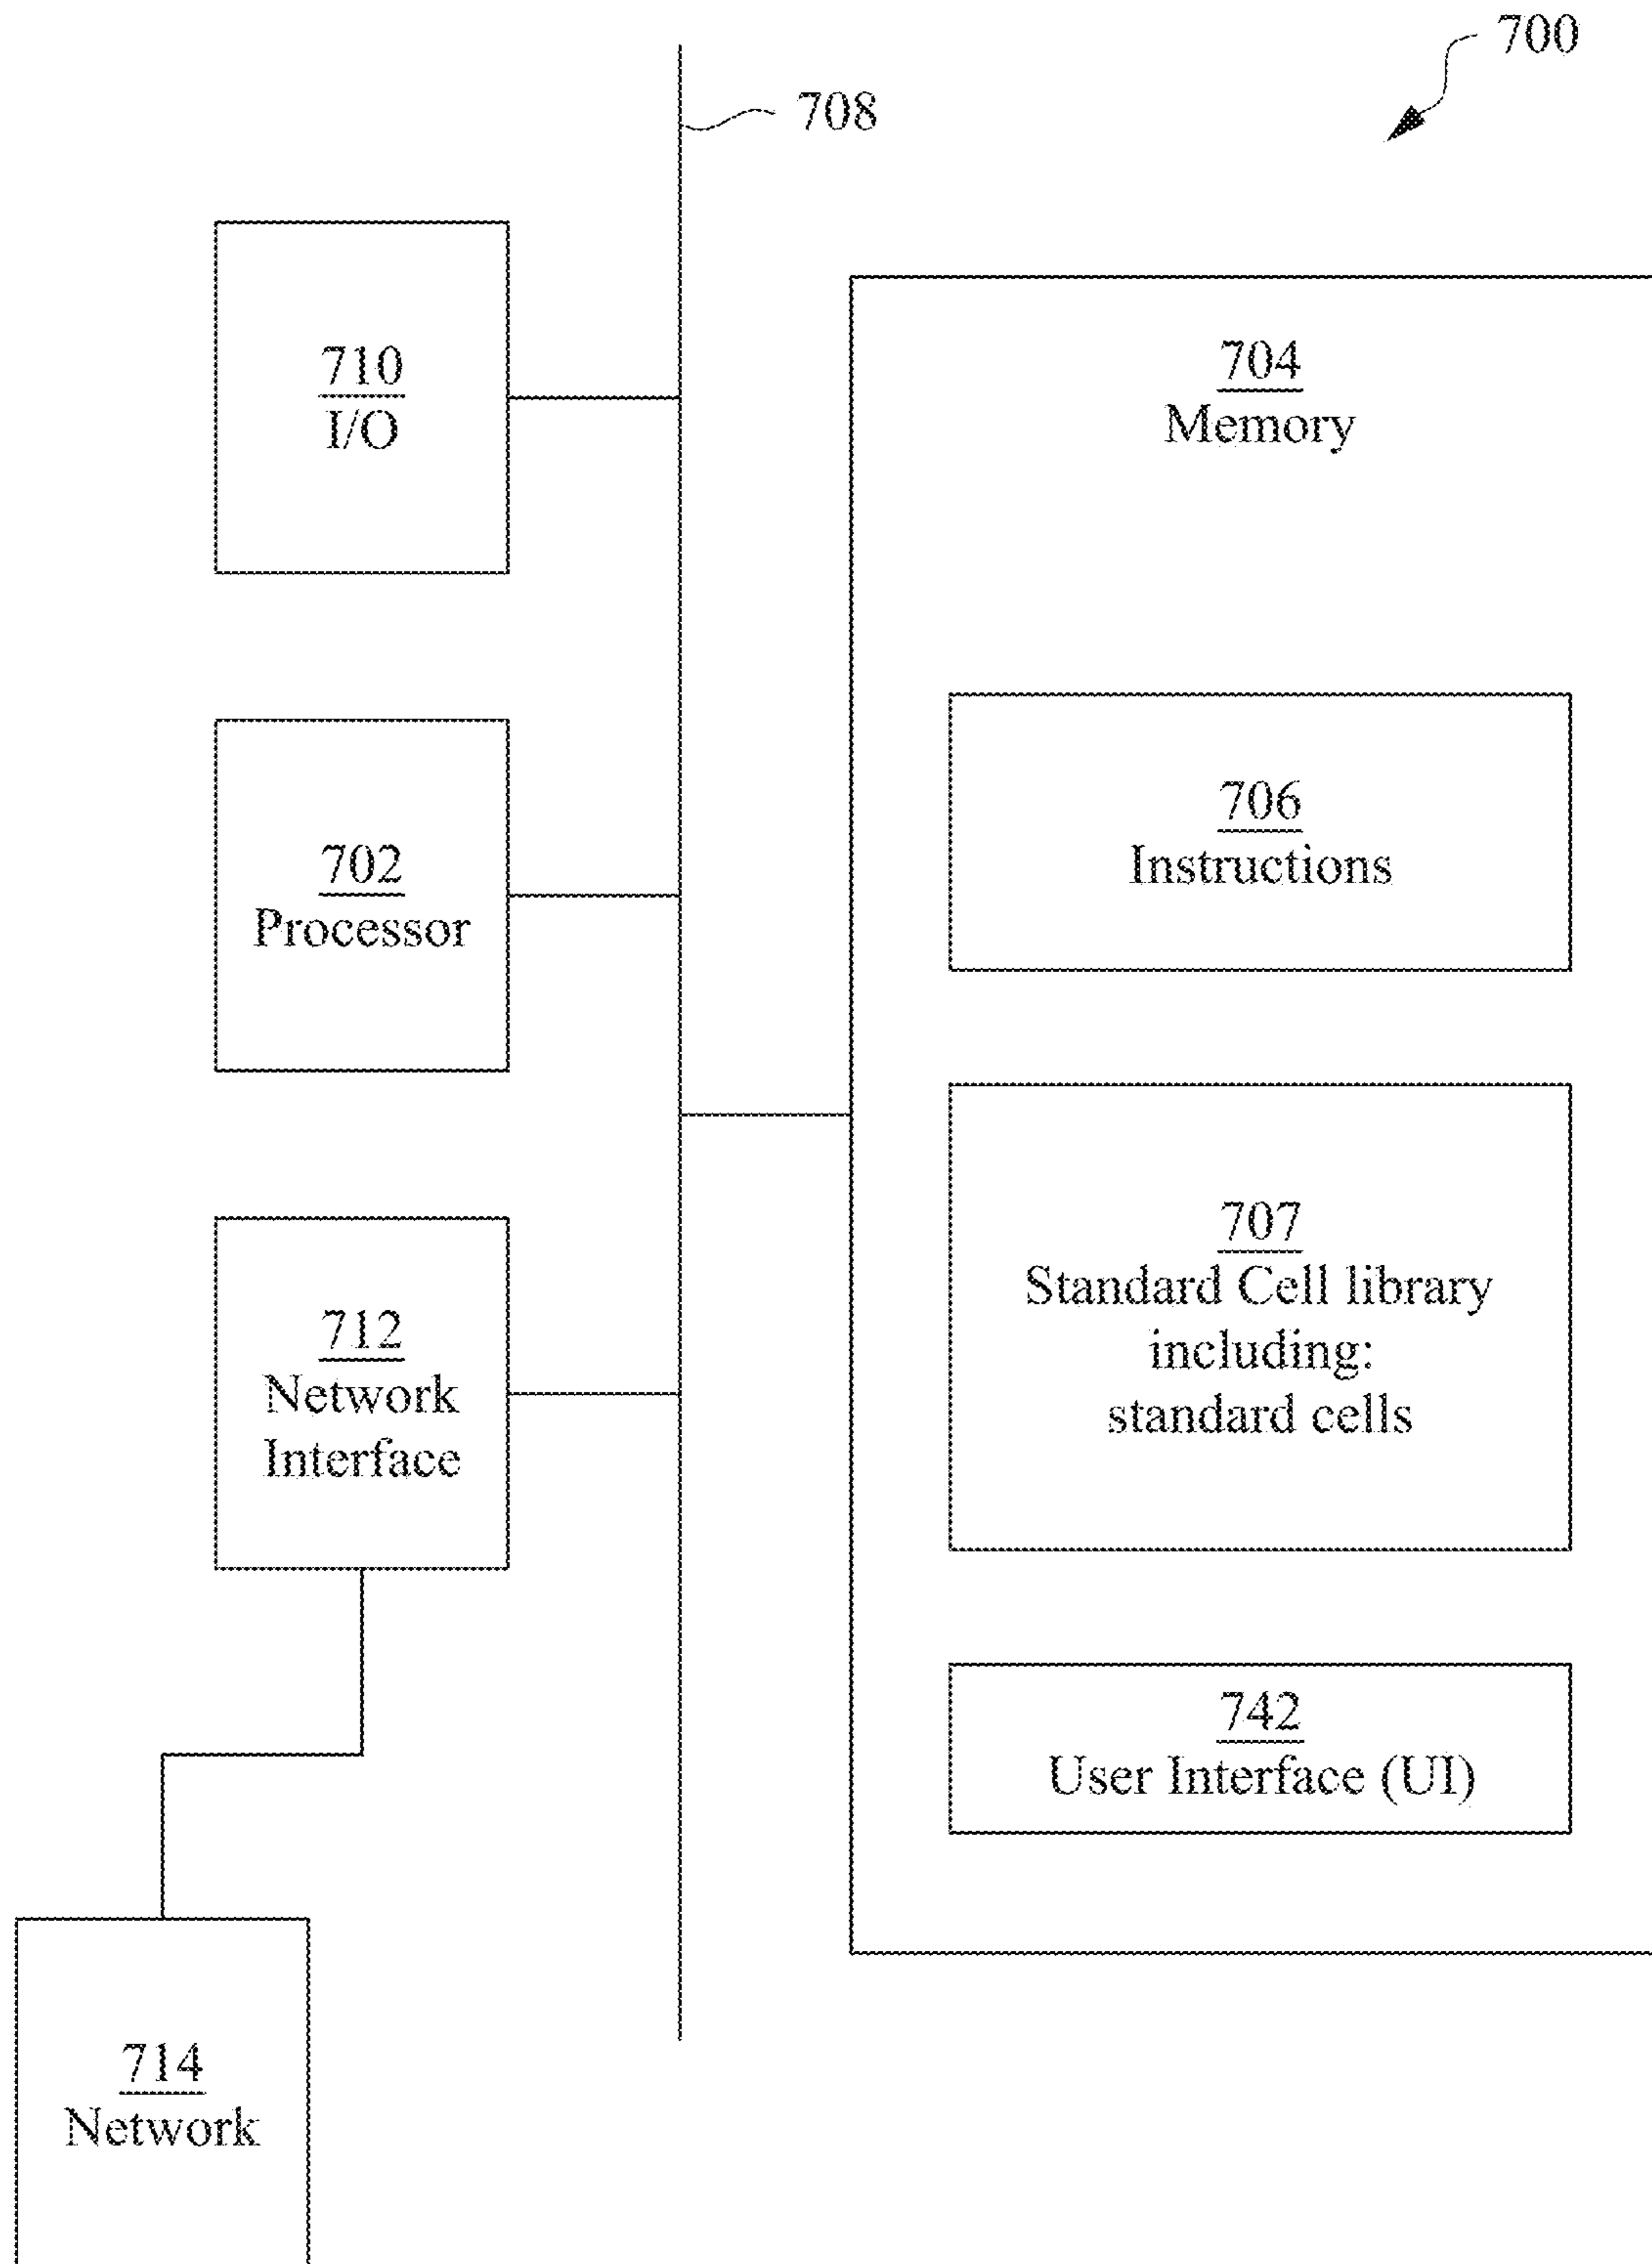 700
708
710
I/O
704
Memory
706
Instructions
702
Processor
707
Standard Cell library
including:
standard cells
712
Network
Interface
742
User Interface (UI)
714
Network